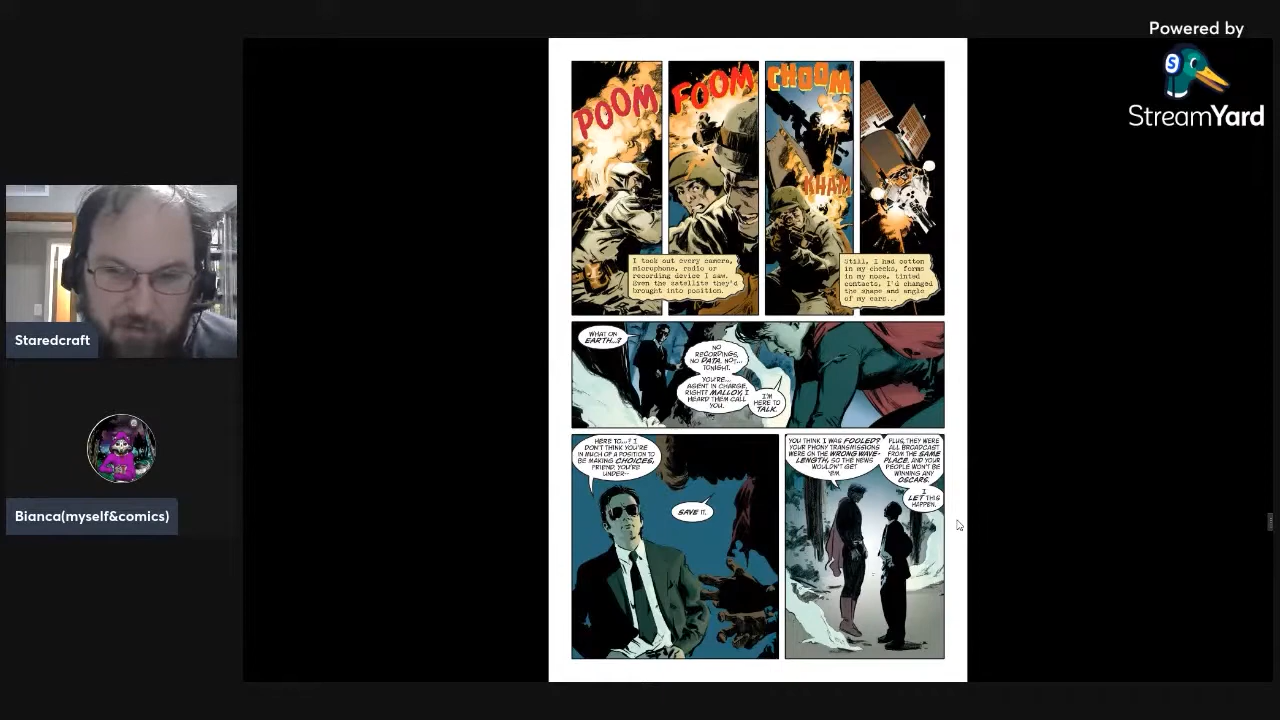 Powered by
StreamYard
Staredcraft
Bianca(myself&comics)
POOM
FOOM
CHOOM
KHAM
I took out every camera,
microphone, radio or
recording device I saw.
Even the satellite they'd
brought into position.
Still, I had cotton
in my cheeks, forms
in my nose, tinted
contacts, I'd changed
the shape and angle
of my ears...
WHAT ON
EARTH...?
NO
RECORDINGS,
NO DATA. NOT...
TONIGHT.
YOU'RE...
AGENT IN CHARGE,
RIGHT? MALLOY, I
HEARD THEM CALL
YOU.
I'M
HERE TO
TALK.
HERE TO...? I
DON'T THINK YOU'RE
IN MUCH OF A POSITION TO
BE MAKING CHOICES,
FRIEND. YOU'RE
UNDER--
SAVE IT.
YOU THINK I WAS FOOLED?
YOUR PHONY TRANSMISSIONS
WERE ON THE WRONG WAVE-
LENGTH, SO THE NEWS
WOULDN'T GET
'EM.
PLUS, THEY WERE
ALL BROADCAST
FROM THE SAME
PLACE. AND YOUR
PEOPLE WON'T BE
WINNING ANY
OSCARS.
I
LET THIS
HAPPEN.